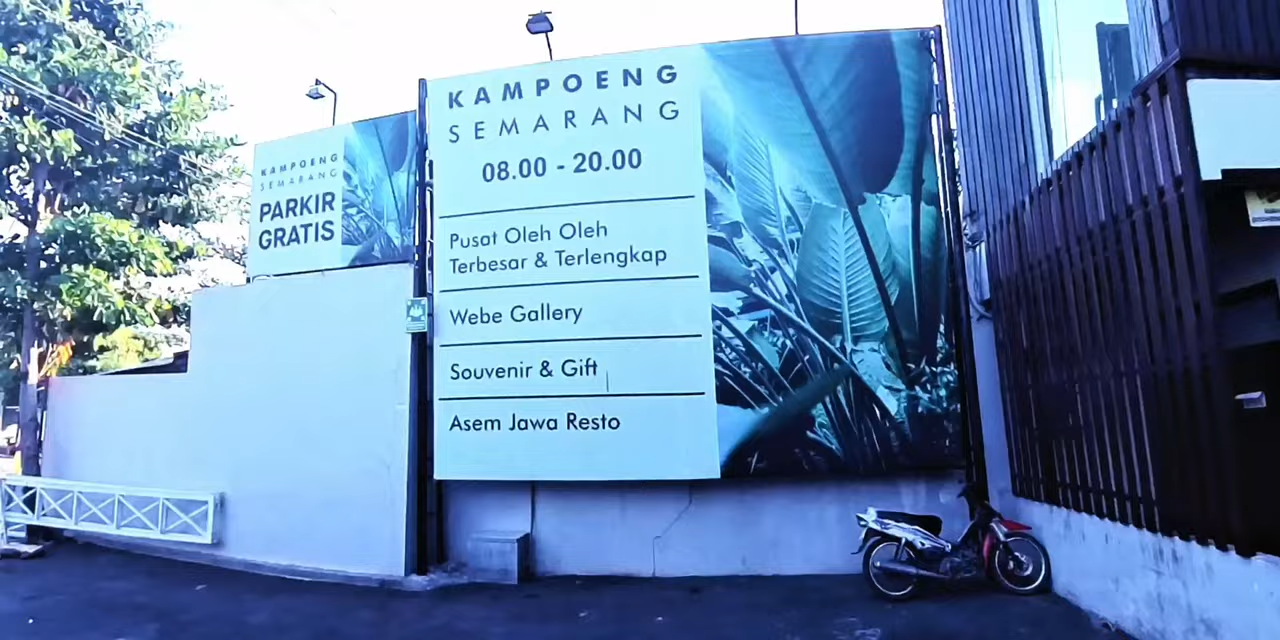 KAMPOENG
SEMARANG
PARKIR
GRATIS
KAMPOENG
SEMARANG
08.00 - 20.00
Pusat Oleh Oleh
Terbesar & Terlengkap
Webe Gallery
Souvenir & Gift
Asem Jawa Resto